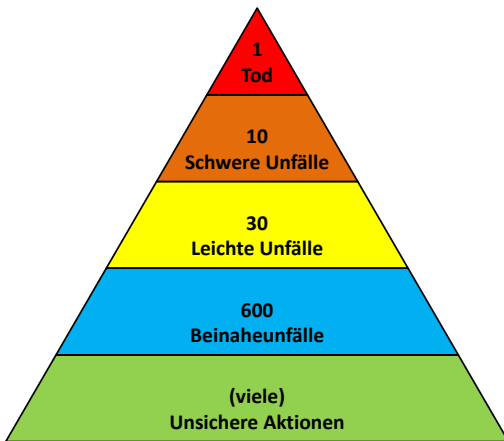 1
Tod
10
Schwere Unfälle
30
Leichte Unfälle
600
Beinaheunfälle
(viele)
Unsichere Aktionen